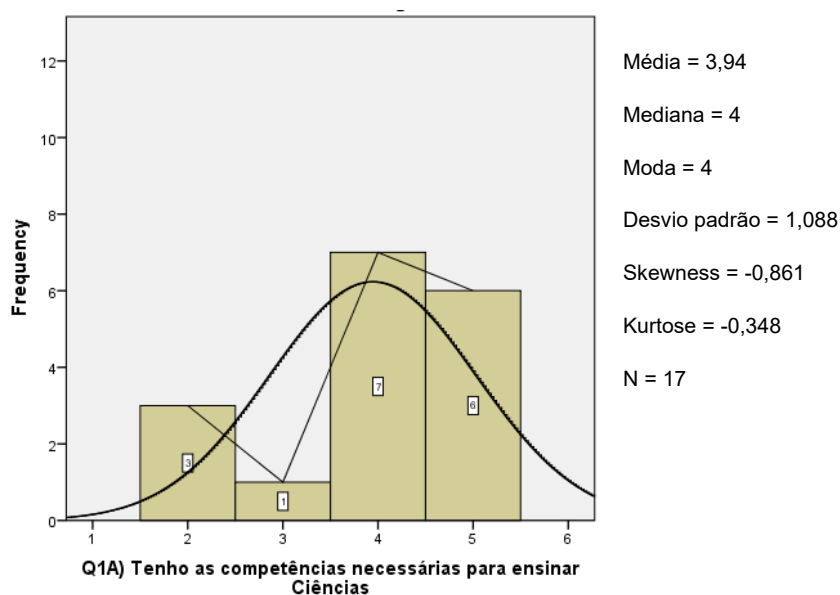 Frequency
12
10
8
6
4
2
0
3
1
7
6
1 2 3 4 5 6
Q1A) Tenho as competências necessárias para ensinar
Ciências
Média = 3,94
Mediana = 4
Moda = 4
Desvio padrão = 1,088
Skewness = -0,861
Kurtose = -0,348
N = 17